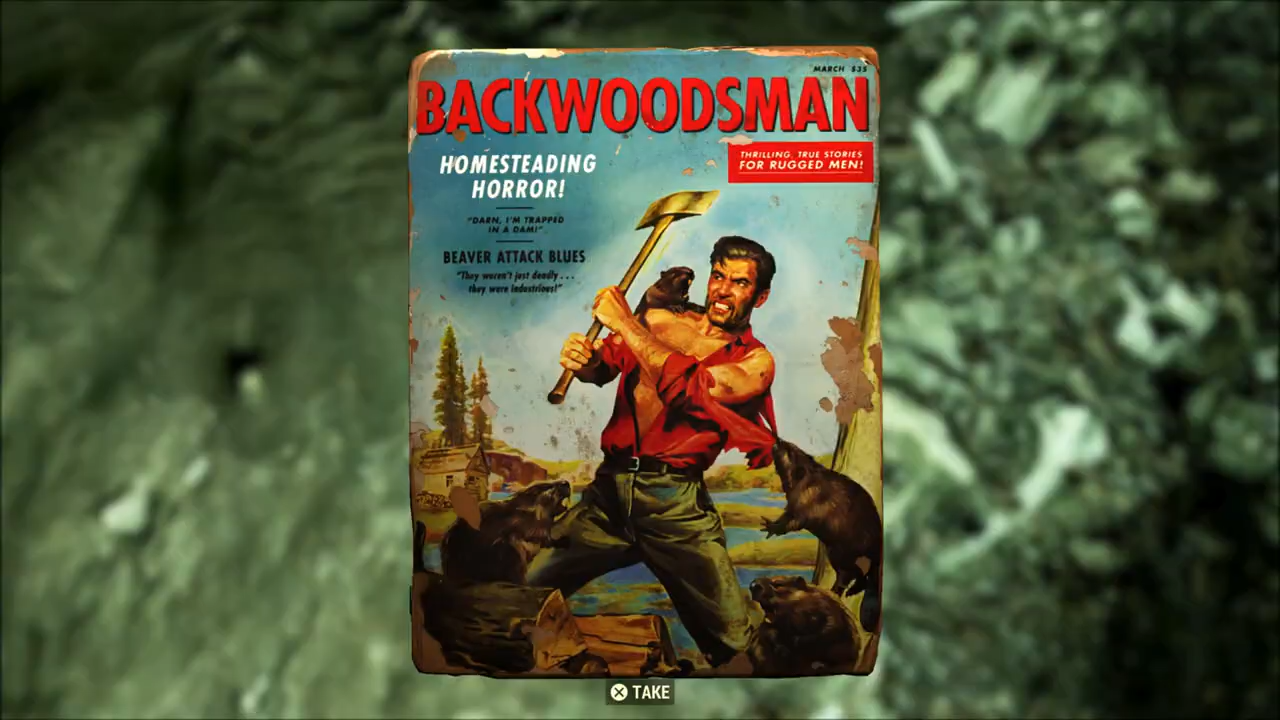 MARCH $35
BACKWOODSMAN
HOMESTEADING
HORROR!
THRILLING, TRUE STORIES
FOR RUGGED MEN!
"DARN, I'M TRAPPED
IN A DAM!"
BEAVER ATTACK BLUES
"They weren't just deadly . . .
they were industrious!"
TAKE